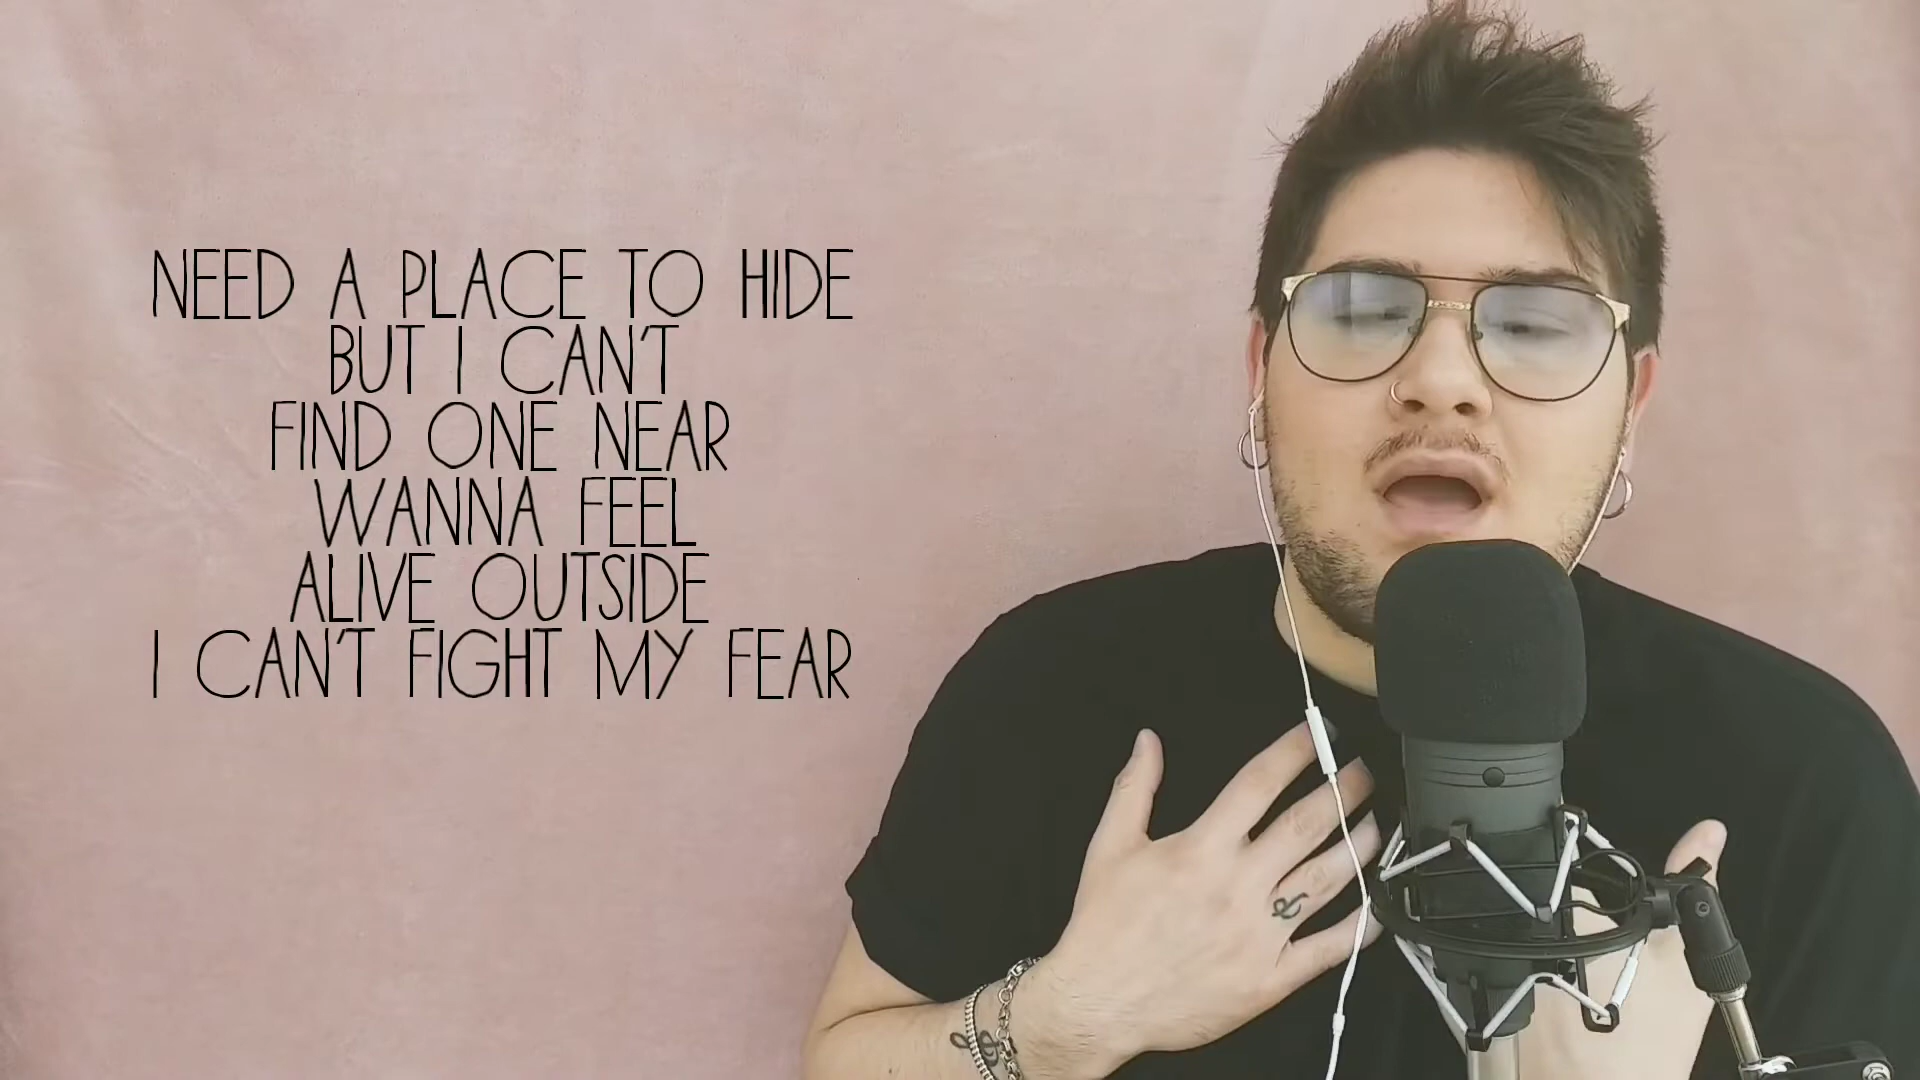 NEED A PLACE TO HIDE
BUT I CAN'T
FIND ONE NEAR
WANNA FEEL
ALIVE OUTSIDE
I CAN'T FIGHT MY FEAR